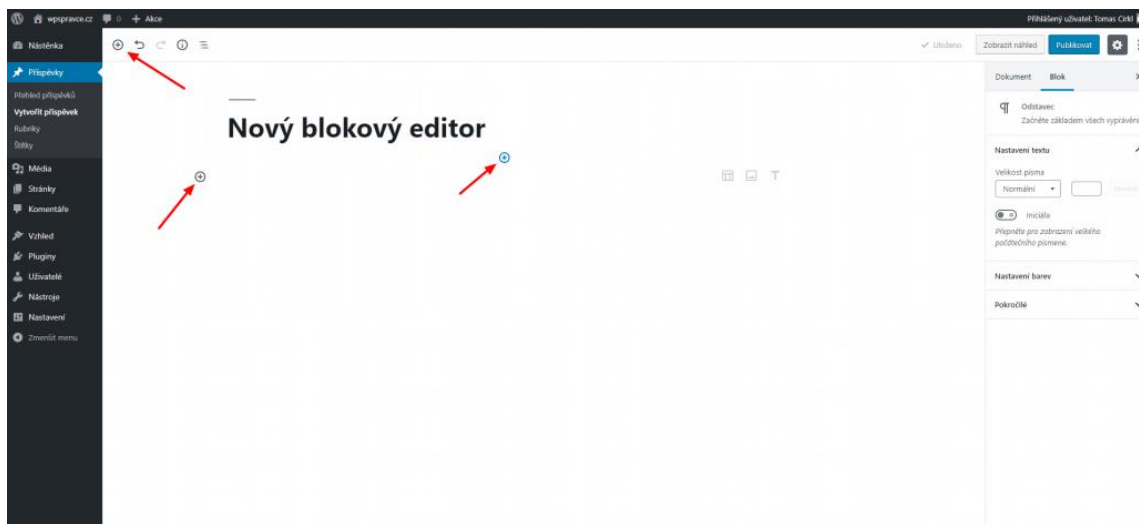 wpspravce.cz 0 + Akce
Přihlášený uživatel: Tomas Cirkl
Nástěnka
Příspěvky
Přehled příspěvků
Vytvořit příspěvek
Rubriky
Štítky
Média
Stránky
Komentáře
Vzhled
Pluginy
Uživatelé
Nástroje
Nastavení
Zmenšit menu
Uloženo
Zobrazit náhled
Publikovat
Nový blokový editor
Dokument Blok
Odstavec
Začněte základem všech vyprávění
Nastavení textu
Velikost písma
Normální
Iniciála
Přepněte pro zobrazení velkého
počátečního písmene.
Nastavení barev
Pokročilé